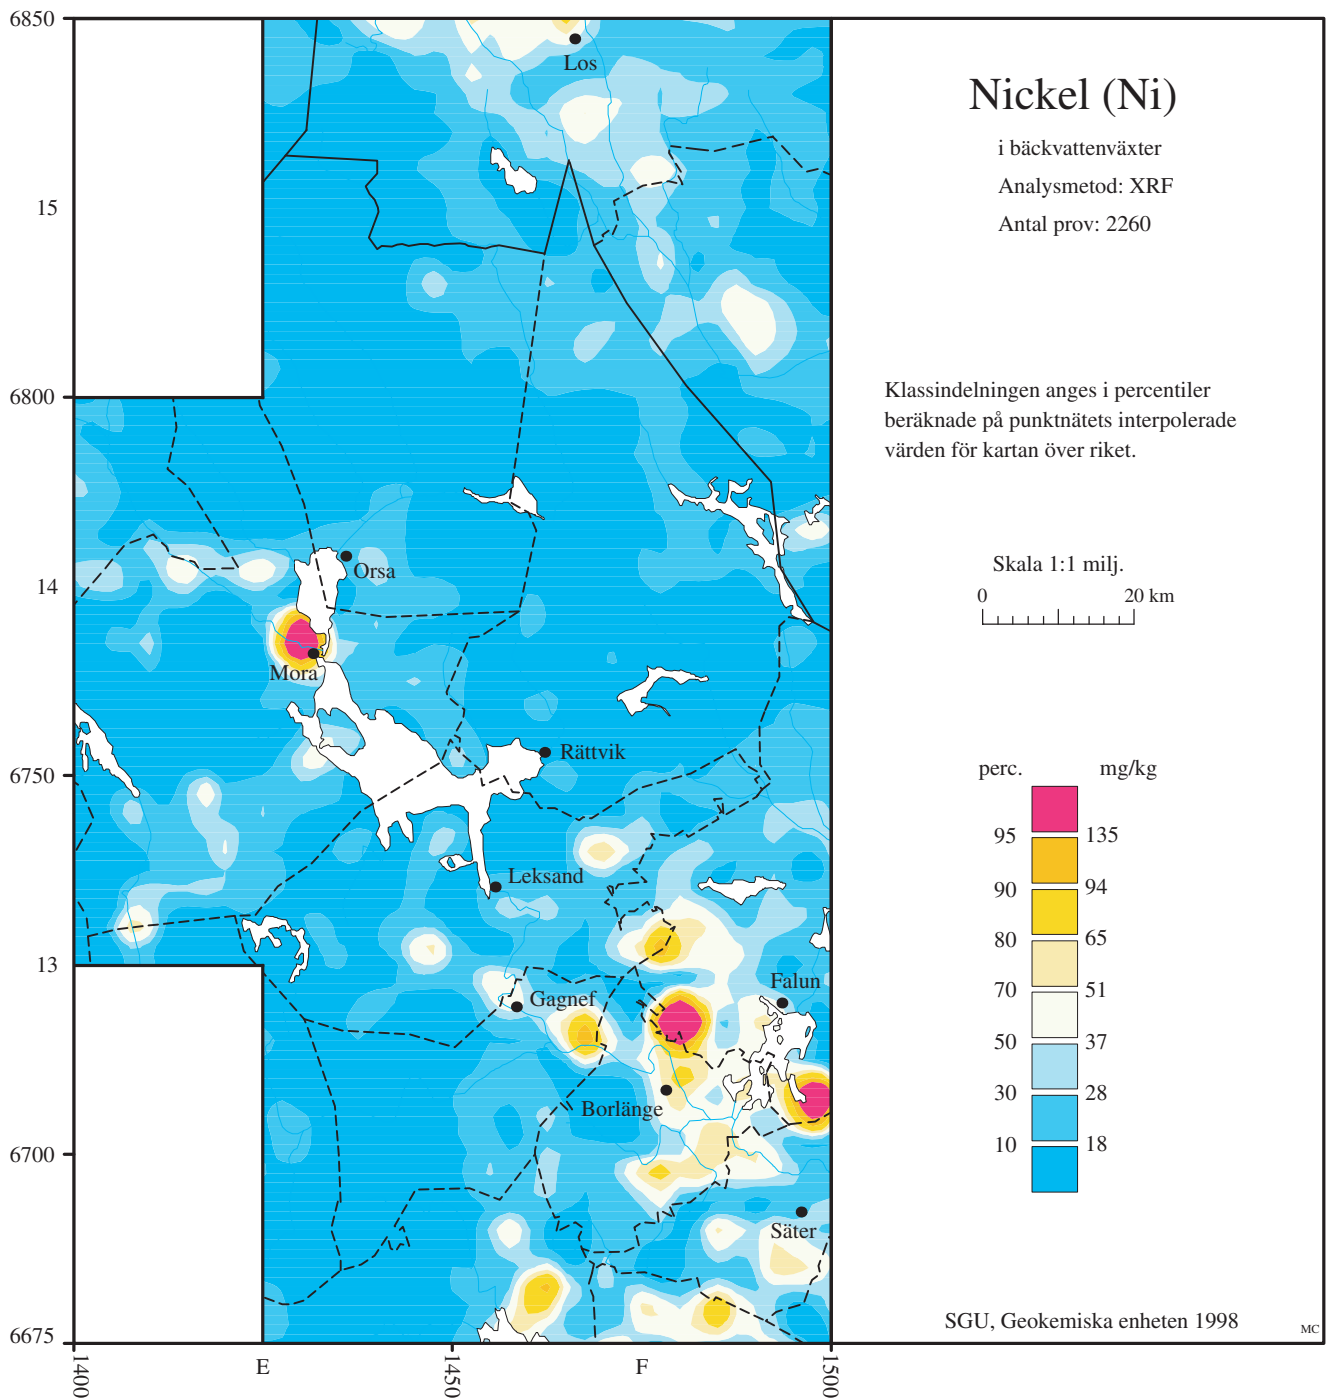 6850
15
6800
14
6750
13
6700
6675
1400
E
1450
F
1500
Los
Orsa
Mora
Rättvik
Leksand
Gagnef
Falun
Borlänge
Säter
Nickel (Ni)
i bäckvattenväxter
Analysmetod: XRF
Antal prov: 2260
Klassindelningen anges i percentiler
beräknade på punktnätets interpolerade
värden för kartan över riket.
Skala 1:1 milj.
0 20 km
perc. mg/kg
95 135
90 94
80 65
70 51
50 37
30 28
10 18
SGU, Geokemiska enheten 1998
MC